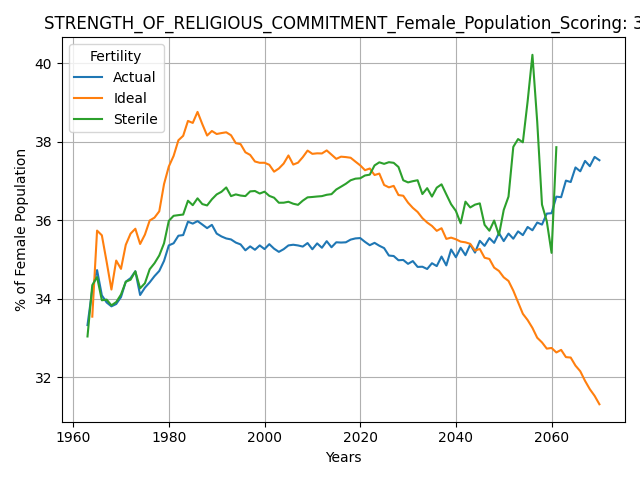 STRENGTH_OF_RELIGIOUS_COMMITMENT_Female_Population_Scoring: 3
Fertility
Actual
Ideal
Sterile
% of Female Population
40
38
36
34
32
1960
1980
2000
2020
2040
2060
Years